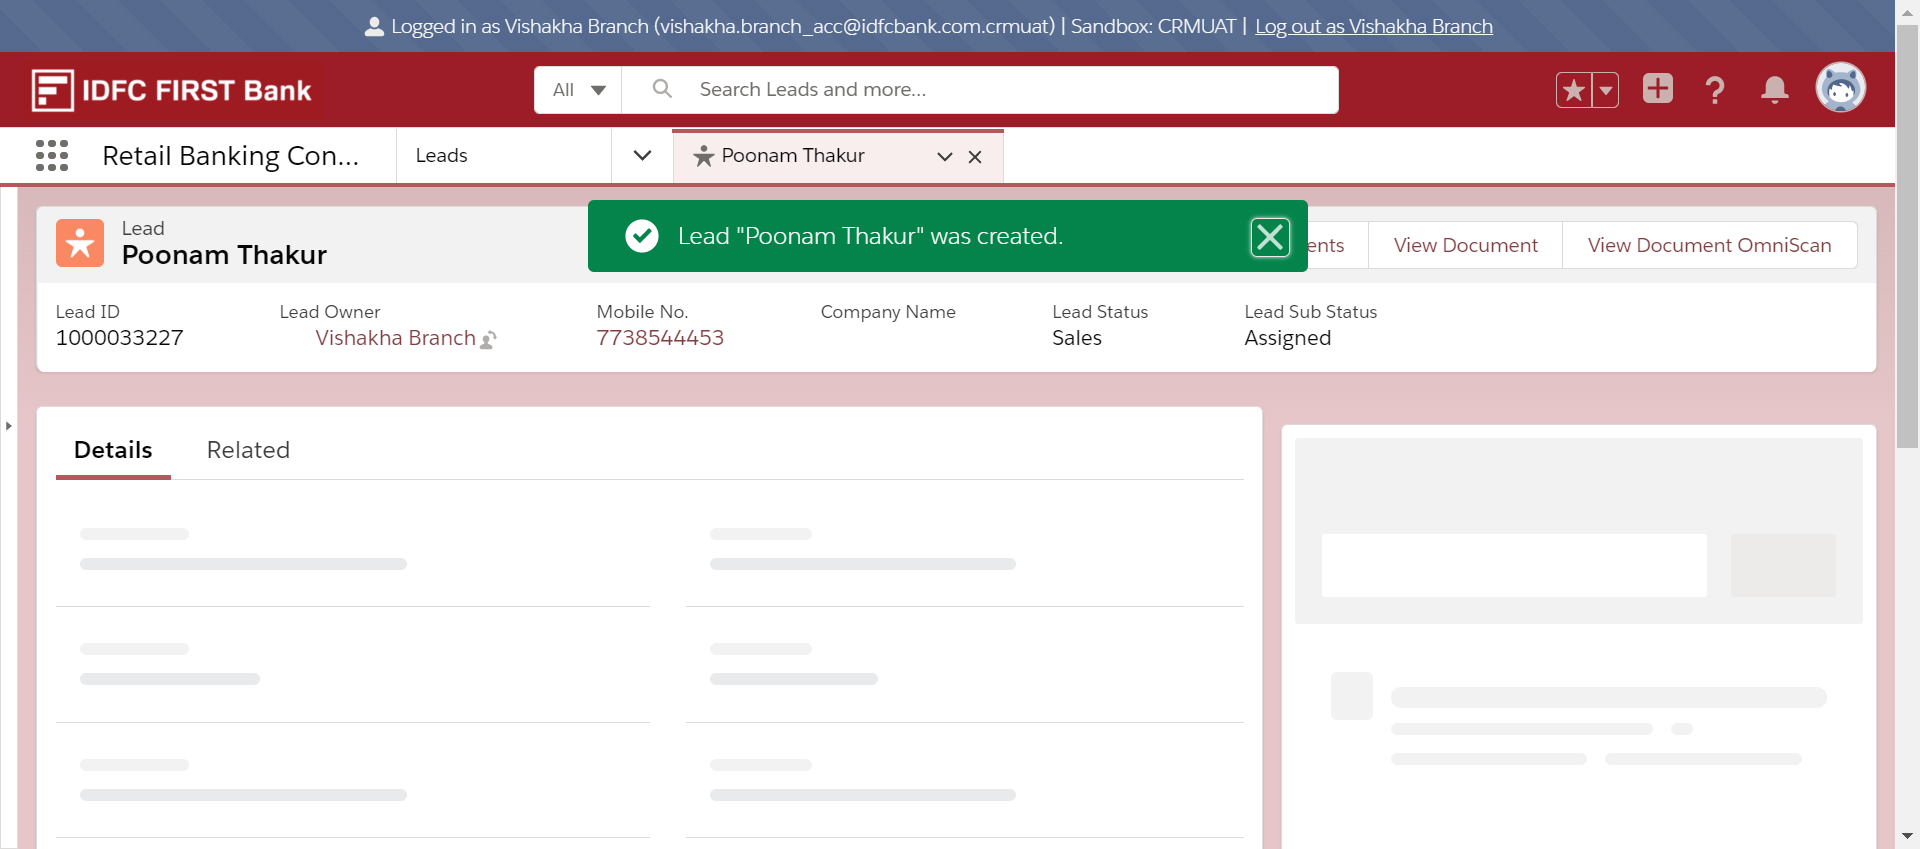 Logged in as Vishakha Branch (vishakha.branch_acc@idfcbank.com.crmuat) | Sandbox: CRMUAT | Log out as Vishakha Branch
IDFC FIRST Bank
All
Search Leads and more...
Retail Banking Con...
Leads
Poonam Thakur
Lead
Poonam Thakur
Lead "Poonam Thakur" was created.
ents
View Document
View Document OmniScan
Lead ID
1000033227
Lead Owner
Vishakha Branch
Mobile No.
7738544453
Company Name
Lead Status
Sales
Lead Sub Status
Assigned
Details
Related